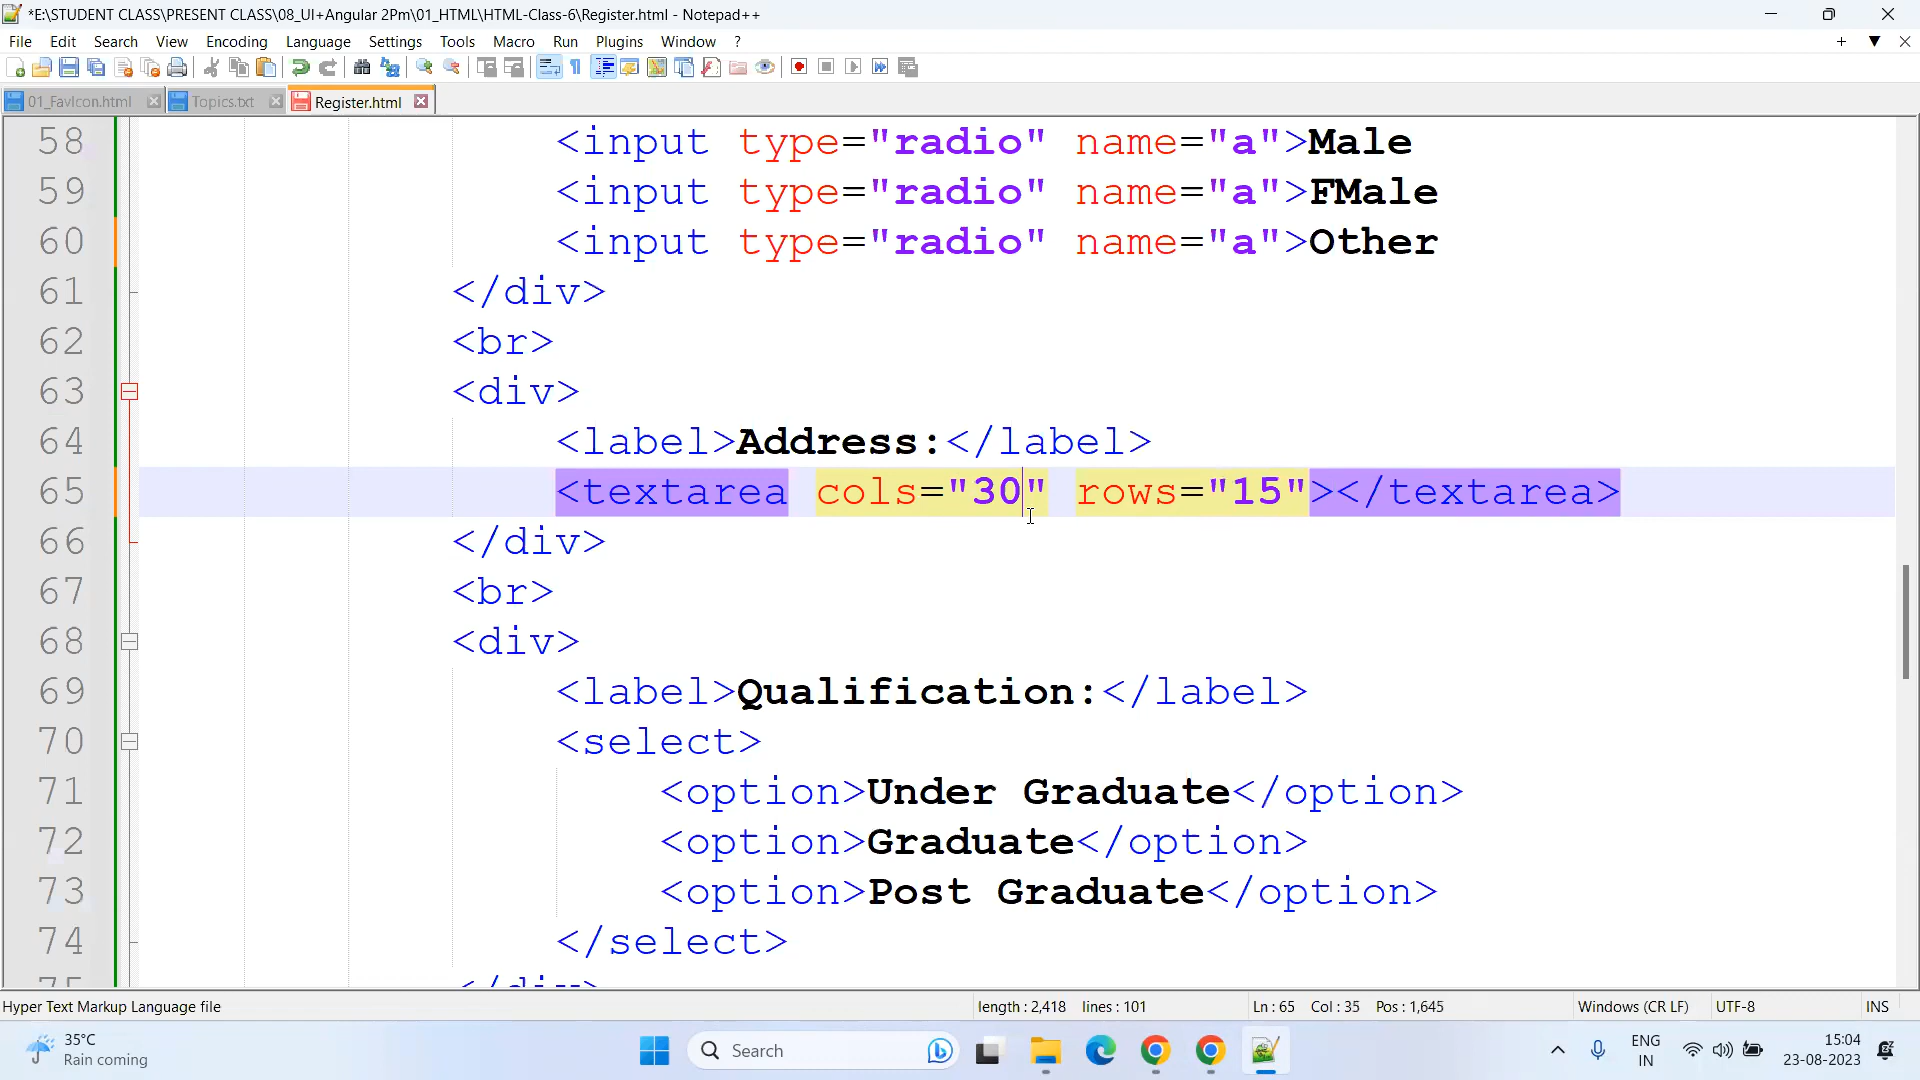 *E:\STUDENT CLASS\PRESENT CLASS\08_UI+Angular 2Pm\01_HTML\HTML-Class-6\Register.html - Notepad++
File Edit Search View Encoding Language Settings Tools Macro Run Plugins Window ?
01_FavIcon.html Topics.txt Register.html
58 <input type="radio" name="a">Male
59 <input type="radio" name="a">FMale
60 <input type="radio" name="a">Other
61 </div>
62 <br>
63 <div>
64 <label>Address:</label>
65 <textarea cols="30" rows="15"></textarea>
66 </div>
67 <br>
68 <div>
69 <label>Qualification:</label>
70 <select>
71 <option>Under Graduate</option>
72 <option>Graduate</option>
73 <option>Post Graduate</option>
74 </select>
75 </div>
Hyper Text Markup Language file length : 2,418 lines : 101 Ln : 65 Col : 35 Pos : 1,645 Windows (CR LF) UTF-8 INS
35°C
Rain coming
Search
ENG
IN
15:04
23-08-2023